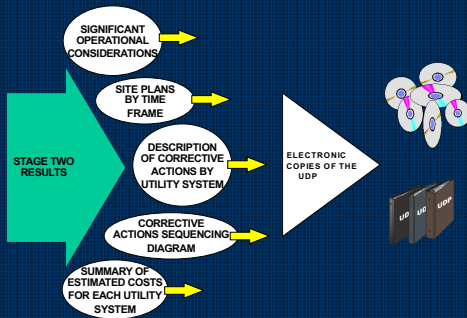 SIGNIFICANT
OPERATIONAL
CONSIDERATIONS
SITE PLANS
BY TIME
FRAME
STAGE TWO
RESULTS
DESCRIPTION
OF CORRECTIVE
ACTIONS BY
UTILITY SYSTEM
ELECTRONIC
COPIES OF THE
UDP
CORRECTIVE
ACTIONS SEQUENCING
DIAGRAM
SUMMARY OF
ESTIMATED COSTS
FOR EACH UTILITY
SYSTEM
UD
UD
UDP